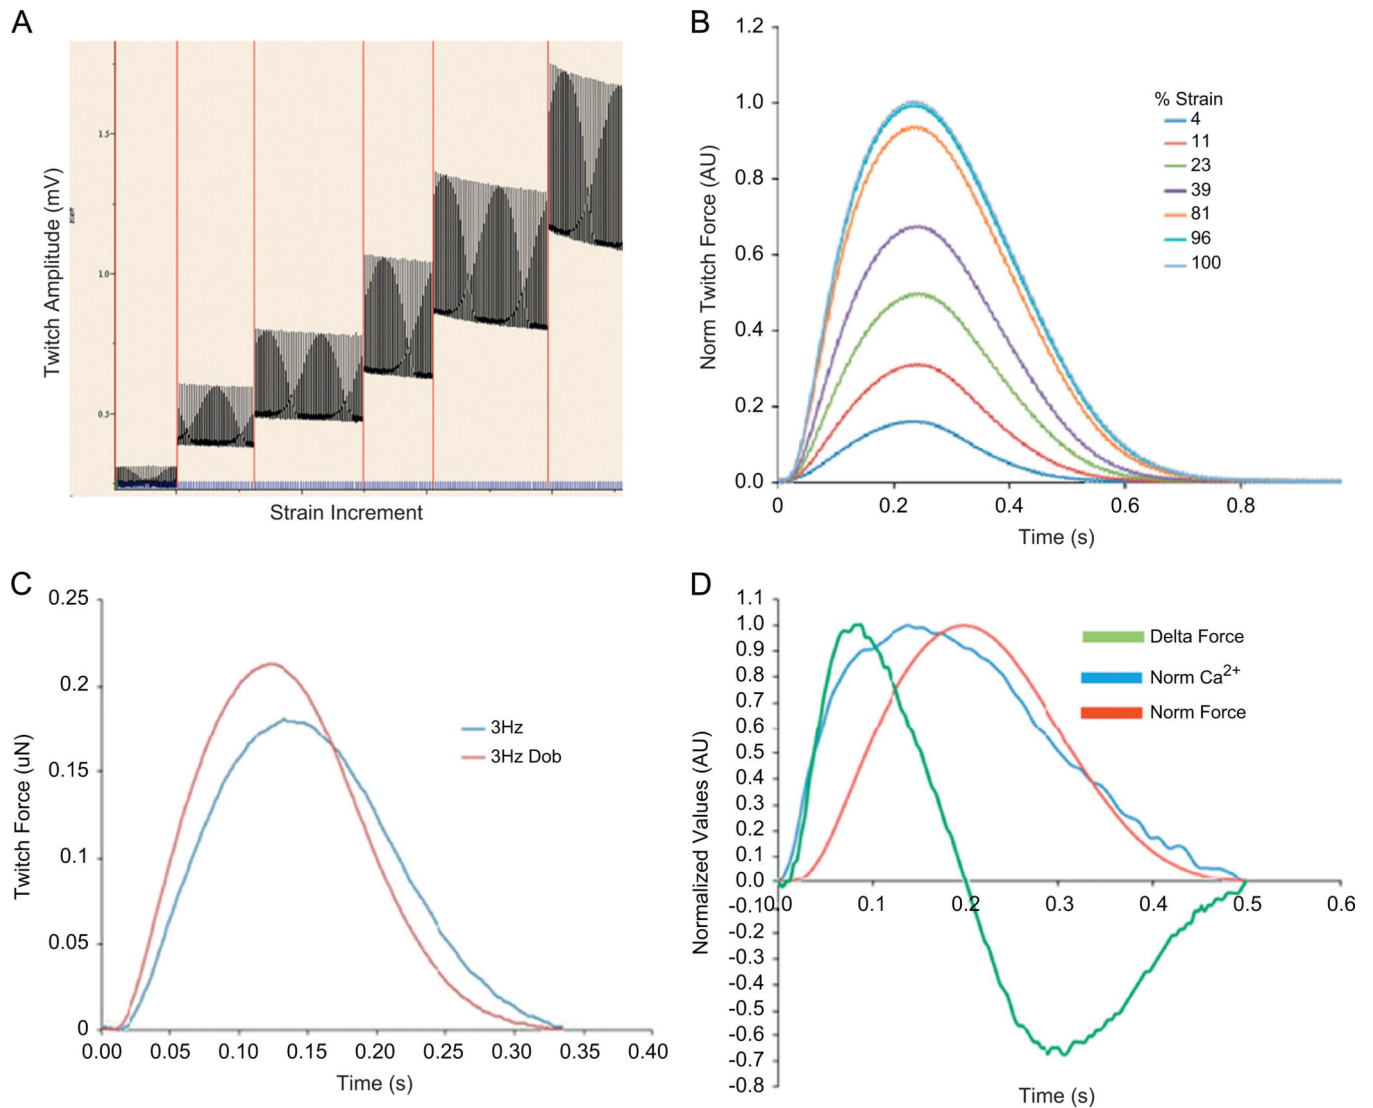 A
Twitch Amplitude (mV)
1.5
1.0
0.5
Strain Increment
B
Norm Twitch Force (AU)
1.2
1.0
0.8
0.6
0.4
0.2
0.0
0 0.2 0.4 0.6 0.8
Time (s)
% Strain
4
11
23
39
81
96
100
C
Twitch Force (uN)
0.25
0.2
0.15
0.1
0.05
0
0.00 0.05 0.10 0.15 0.20 0.25 0.30 0.35 0.40
Time (s)
3Hz
3Hz Dob
D
Normalized Values (AU)
1.1
1.0
0.9
0.8
0.7
0.6
0.5
0.4
0.3
0.2
0.1
0.0
-0.1
-0.2
-0.3
-0.4
-0.5
-0.6
-0.7
-0.8
0.0 0.1 0.2 0.3 0.4 0.5 0.6
Time (s)
Delta Force
Norm Ca²⁺
Norm Force